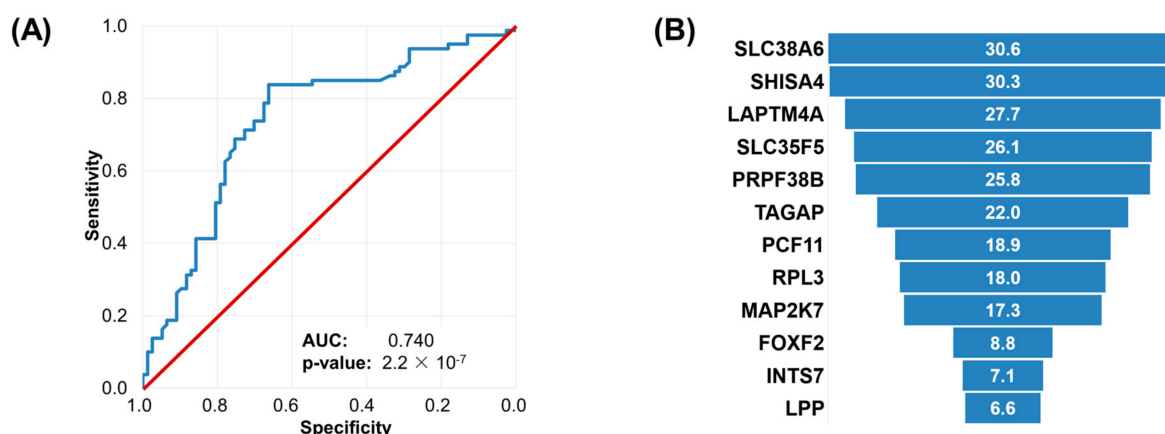 (A)
1.0
0.8
0.6
0.4
0.2
0.0
Sensitivity
AUC: 0.740
p-value: 2.2 × 10-7
1.0 0.8 0.6 0.4 0.2 0.0
Specificity
(B)
SLC38A6 30.6
SHISA4 30.3
LAPTM4A 27.7
SLC35F5 26.1
PRPF38B 25.8
TAGAP 22.0
PCF11 18.9
RPL3 18.0
MAP2K7 17.3
FOXF2 8.8
INTS7 7.1
LPP 6.6